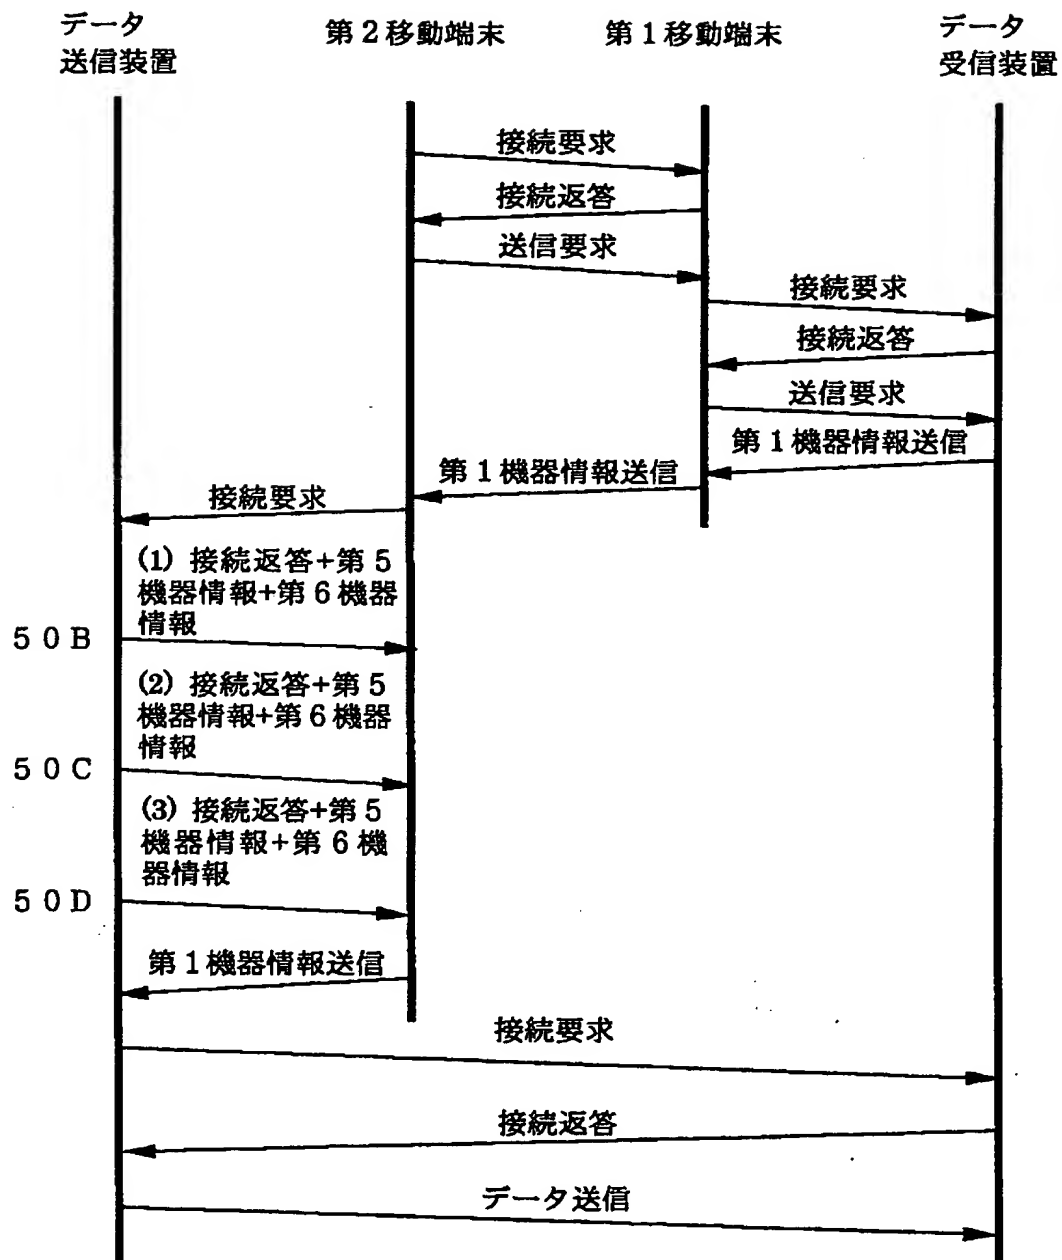 データ
送信装置
第2移動端末
第1移動端末
データ
受信装置
接続要求
接続返答
送信要求
接続要求
接続返答
送信要求
第1機器情報送信
第1機器情報送信
接続要求
(1) 接続返答+第5
機器情報+第6機器
情報
50B
(2) 接続返答+第5
機器情報+第6機器
情報
50C
(3) 接続返答+第5
機器情報+第6機
器情報
50D
第1機器情報送信
接続要求
接続返答
データ送信